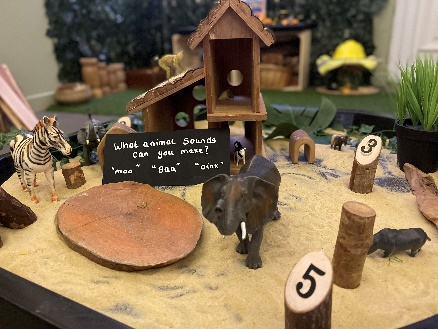 What animal Sounds
can you make?
"moo" "Baa" "oink"
3
5